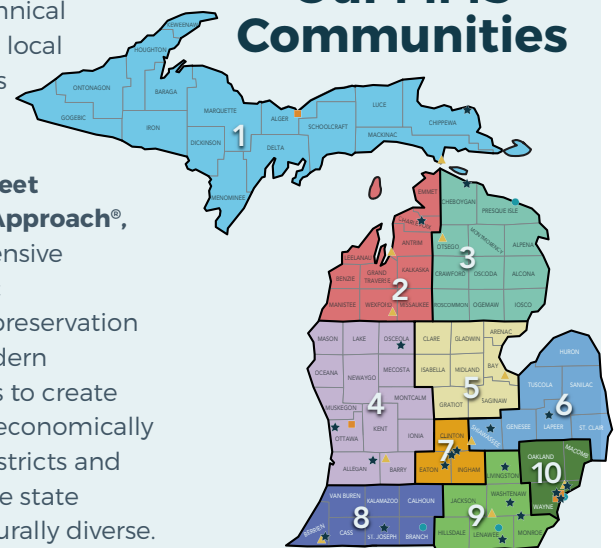 Communities
hnical
local
s
eet
Approach®,
ensive
preservation
dern
s to create
economically
stricts and
e state
urally diverse.
KEWEENAW
HOUGHTON
ONTONAGON
BARAGA
GOGEBIC
IRON
MARQUETTE
DICKINSON
MENOMINEE
ALGER
DELTA
SCHOOLCRAFT
LUCE
MACKINAC
CHIPPEWA
1
EMMET
CHEBOYGAN
PRESQUE ISLE
CHARLEVOIX
ANTRIM
OTSEGO
MONTMORENCY
ALPENA
LEELANAU
BENZIE
GRAND
TRAVERSE
KALKASKA
CRAWFORD
OSCODA
ALCONA
MANISTEE
WEXFORD
MISSAUKEE
ROSCOMMON
OGEMAW
IOSCO
2
3
MASON
LAKE
OSCEOLA
CLARE
GLADWIN
ARENAC
OCEANA
NEWAYGO
MECOSTA
ISABELLA
MIDLAND
BAY
HURON
MUSKEGON
MONTCALM
GRATIOT
SAGINAW
TUSCOLA
SANILAC
4
5
6
OTTAWA
KENT
IONIA
CLINTON
SHIAWASSEE
GENESEE
LAPEER
ST. CLAIR
ALLEGAN
BARRY
EATON
INGHAM
LIVINGSTON
OAKLAND
MACOMB
7
10
VAN BUREN
KALAMAZOO
CALHOUN
JACKSON
WASHTENAW
WAYNE
BERRIEN
CASS
ST. JOSEPH
BRANCH
HILLSDALE
LENAWEE
MONROE
8
9